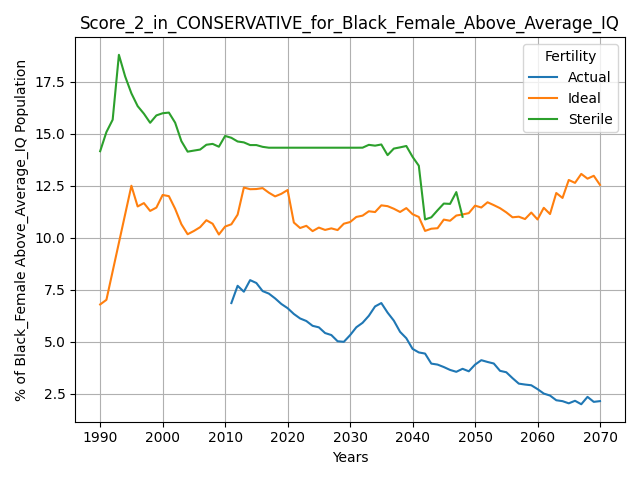 Score_2_in_CONSERVATIVE_for_Black_Female_Above_Average_IQ
% of Black_Female Above_Average_IQ Population
17.5
15.0
12.5
10.0
7.5
5.0
2.5
Fertility
Actual
Ideal
Sterile
1990 2000 2010 2020 2030 2040 2050 2060 2070
Years